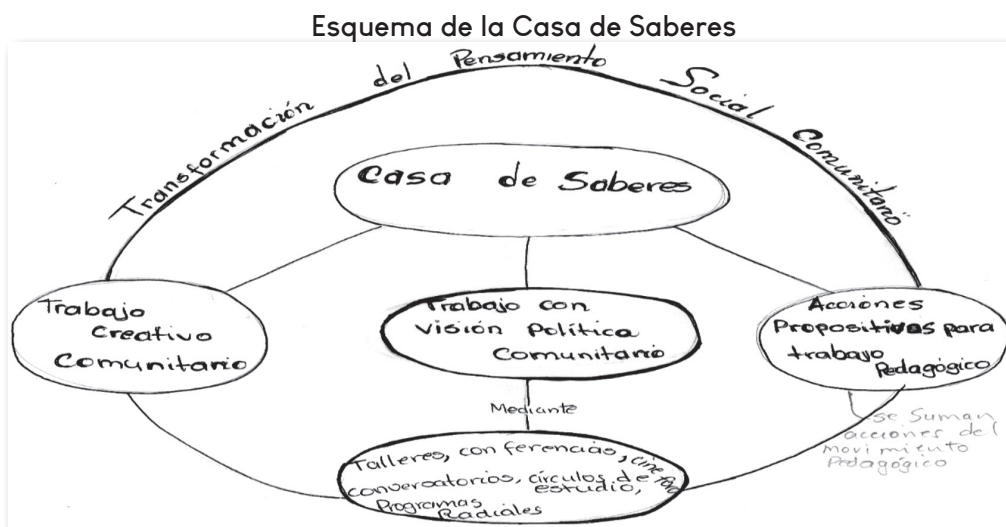 Esquema de la Casa de Saberes
Transformación del Pensamiento Social Comunitario
Casa de Saberes
Trabajo
Creativo
Comunitario
Trabajo con
Visión Política
Comunitario
Acciones
Propositivas para
trabajo
Pedagógico
Mediante
se Suman
acciones del
movimiento
Pedagógico
Talleres, conferencias, cine foro
conversatorios, círculos de
estudio,
Programas
Radiales